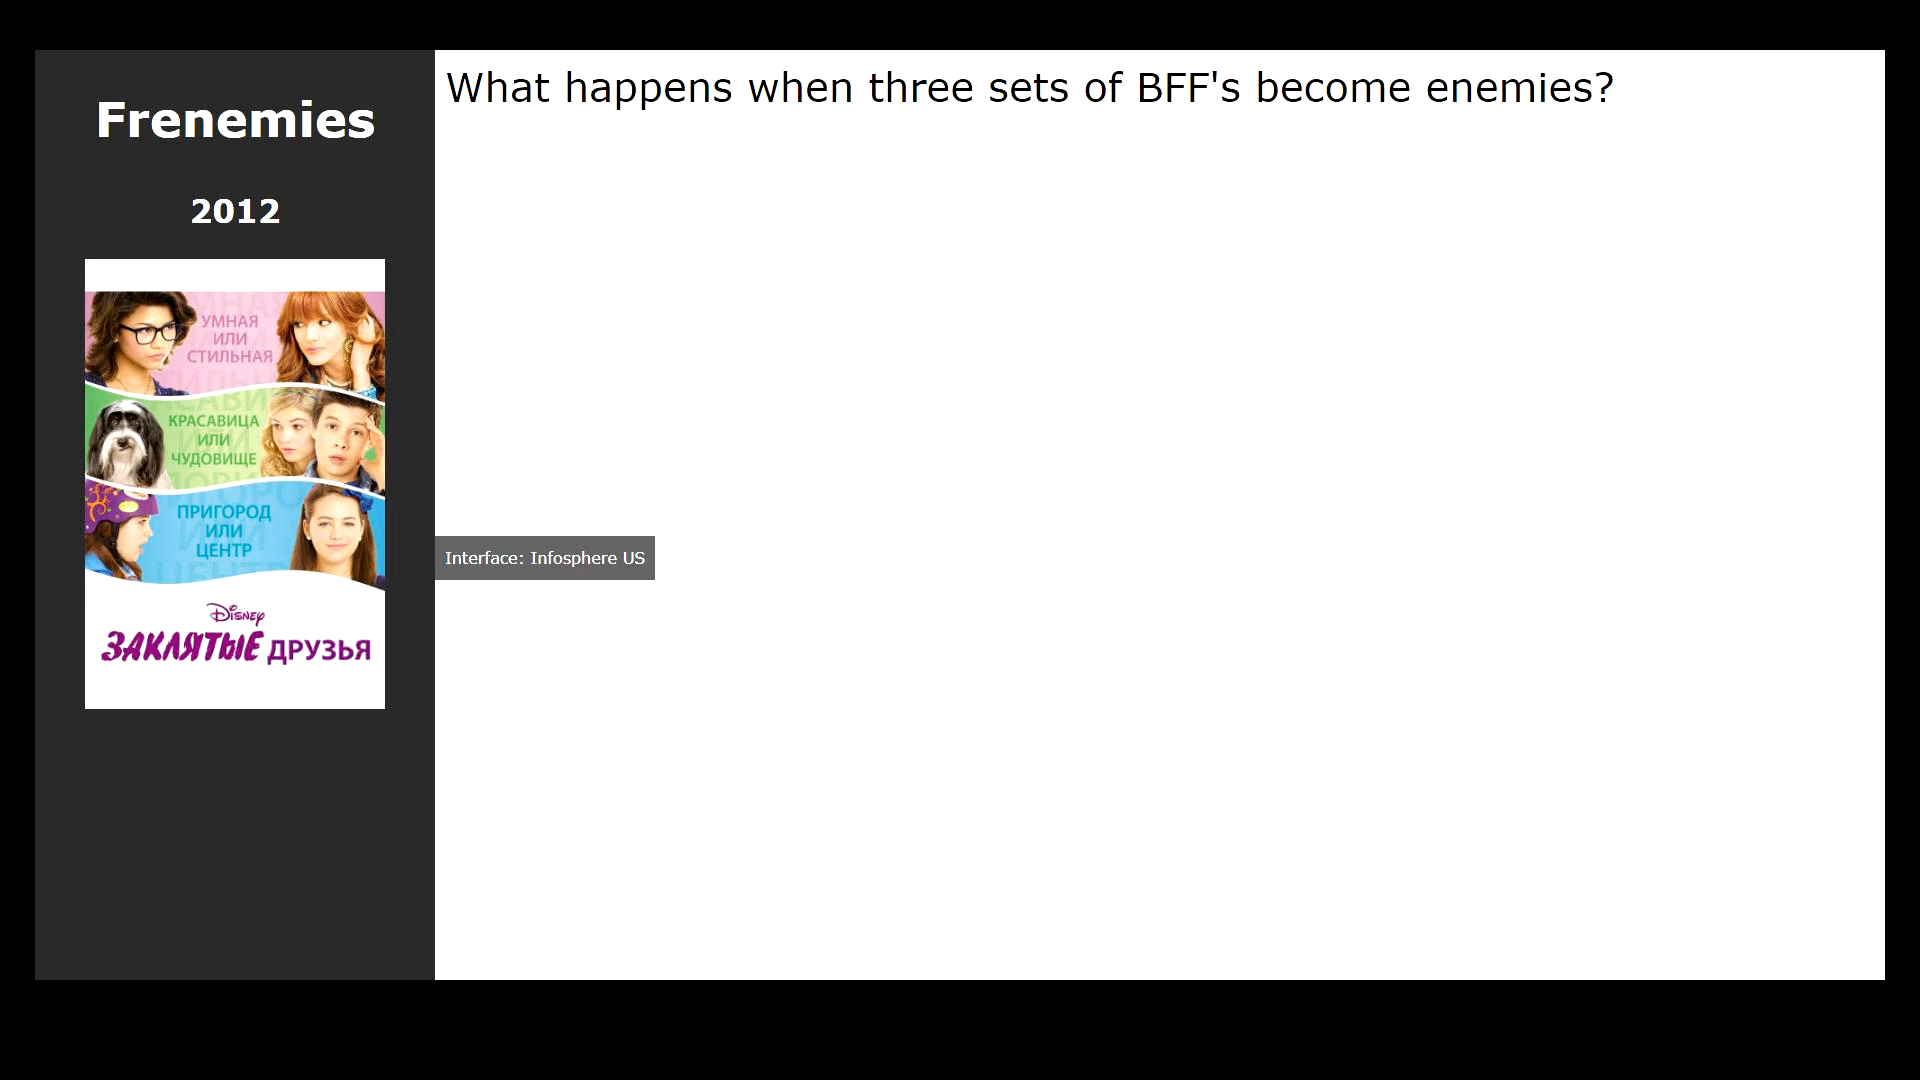 Frenemies
2012
УМНАЯ
ИЛИ
СТИЛЬНАЯ
КРАСАВИЦА
ИЛИ
ЧУДОВИЩЕ
ПРИГОРОД
ИЛИ
ЦЕНТР
Disney
ЗАКЛЯТЫЕ ДРУЗЬЯ
What happens when three sets of BFF's become enemies?
Interface: Infosphere US